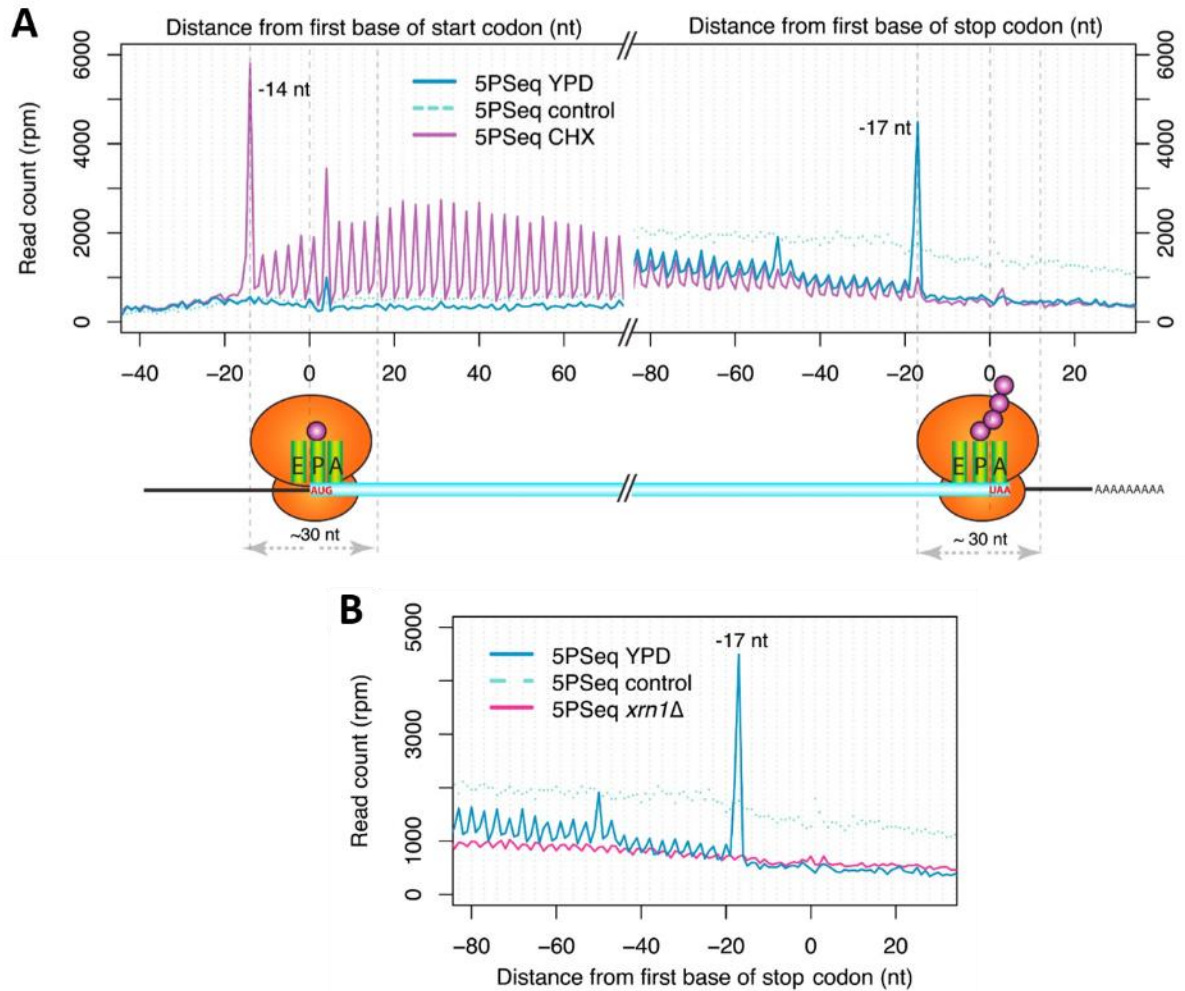 A
Distance from first base of start codon (nt)
Distance from first base of stop codon (nt)
Read count (rpm)
6000
4000
2000
0
-14 nt
5PSeq YPD
5PSeq control
5PSeq CHX
-17 nt
6000
4000
2000
0
−40 −20 0 20 40 60 −80 −60 −40 −20 0 20
E P A
AUG
~30 nt
E P A
UAA
AAAAAAAAA
~ 30 nt
B
Read count (rpm)
5000
3000
1000
0
5PSeq YPD
5PSeq control
5PSeq xrn1Δ
-17 nt
−80 −60 −40 −20 0 20
Distance from first base of stop codon (nt)